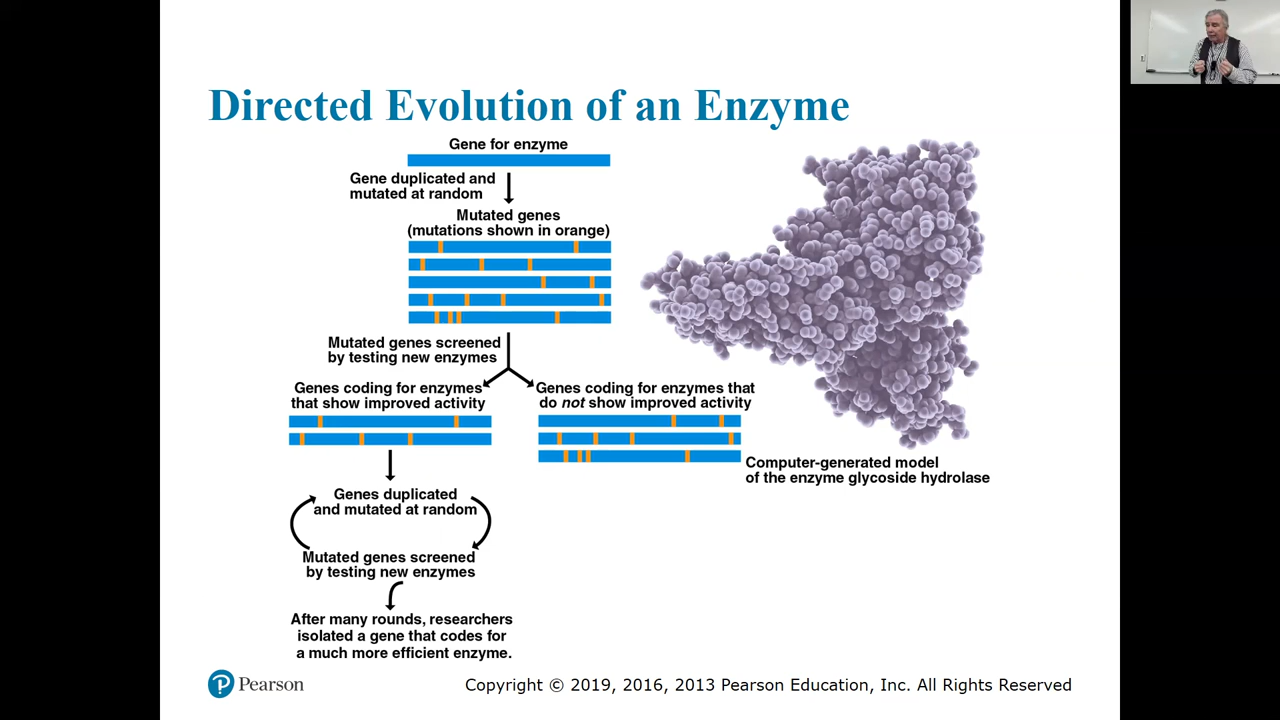 Directed Evolution of an Enzyme
Gene for enzyme
Gene duplicated and
mutated at random
Mutated genes
(mutations shown in orange)
Mutated genes screened
by testing new enzymes
Genes coding for enzymes
that show improved activity
Genes coding for enzymes that
do not show improved activity
Computer-generated model
of the enzyme glycoside hydrolase
Genes duplicated
and mutated at random
Mutated genes screened
by testing new enzymes
After many rounds, researchers
isolated a gene that codes for
a much more efficient enzyme.
P Pearson
Copyright © 2019, 2016, 2013 Pearson Education, Inc. All Rights Reserved